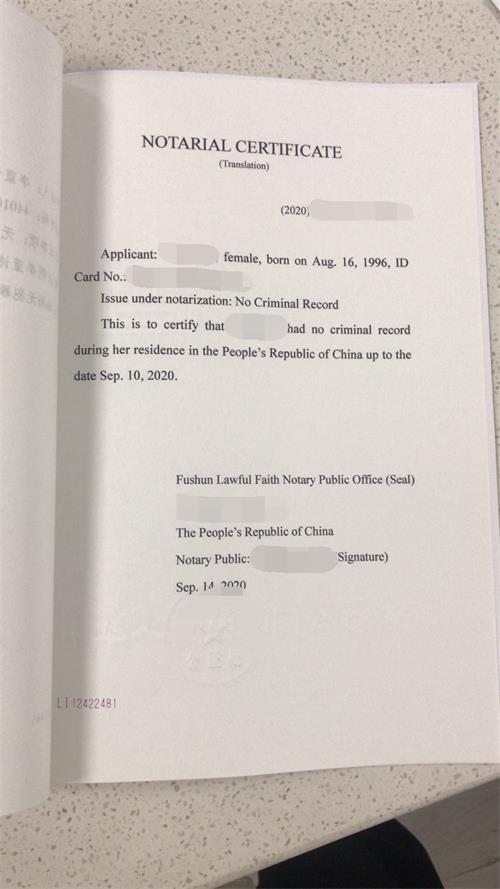 NOTARIAL CERTIFICATE
(Translation)
(2020)
Applicant: female, born on Aug. 16, 1996, ID
Card No.:
Issue under notarization: No Criminal Record
This is to certify that had no criminal record
during her residence in the People's Republic of China up to the
date Sep. 10, 2020.
Fushun Lawful Faith Notary Public Office (Seal)
The People's Republic of China
Notary Public: Signature)
Sep. 14, 2020
LI12422481